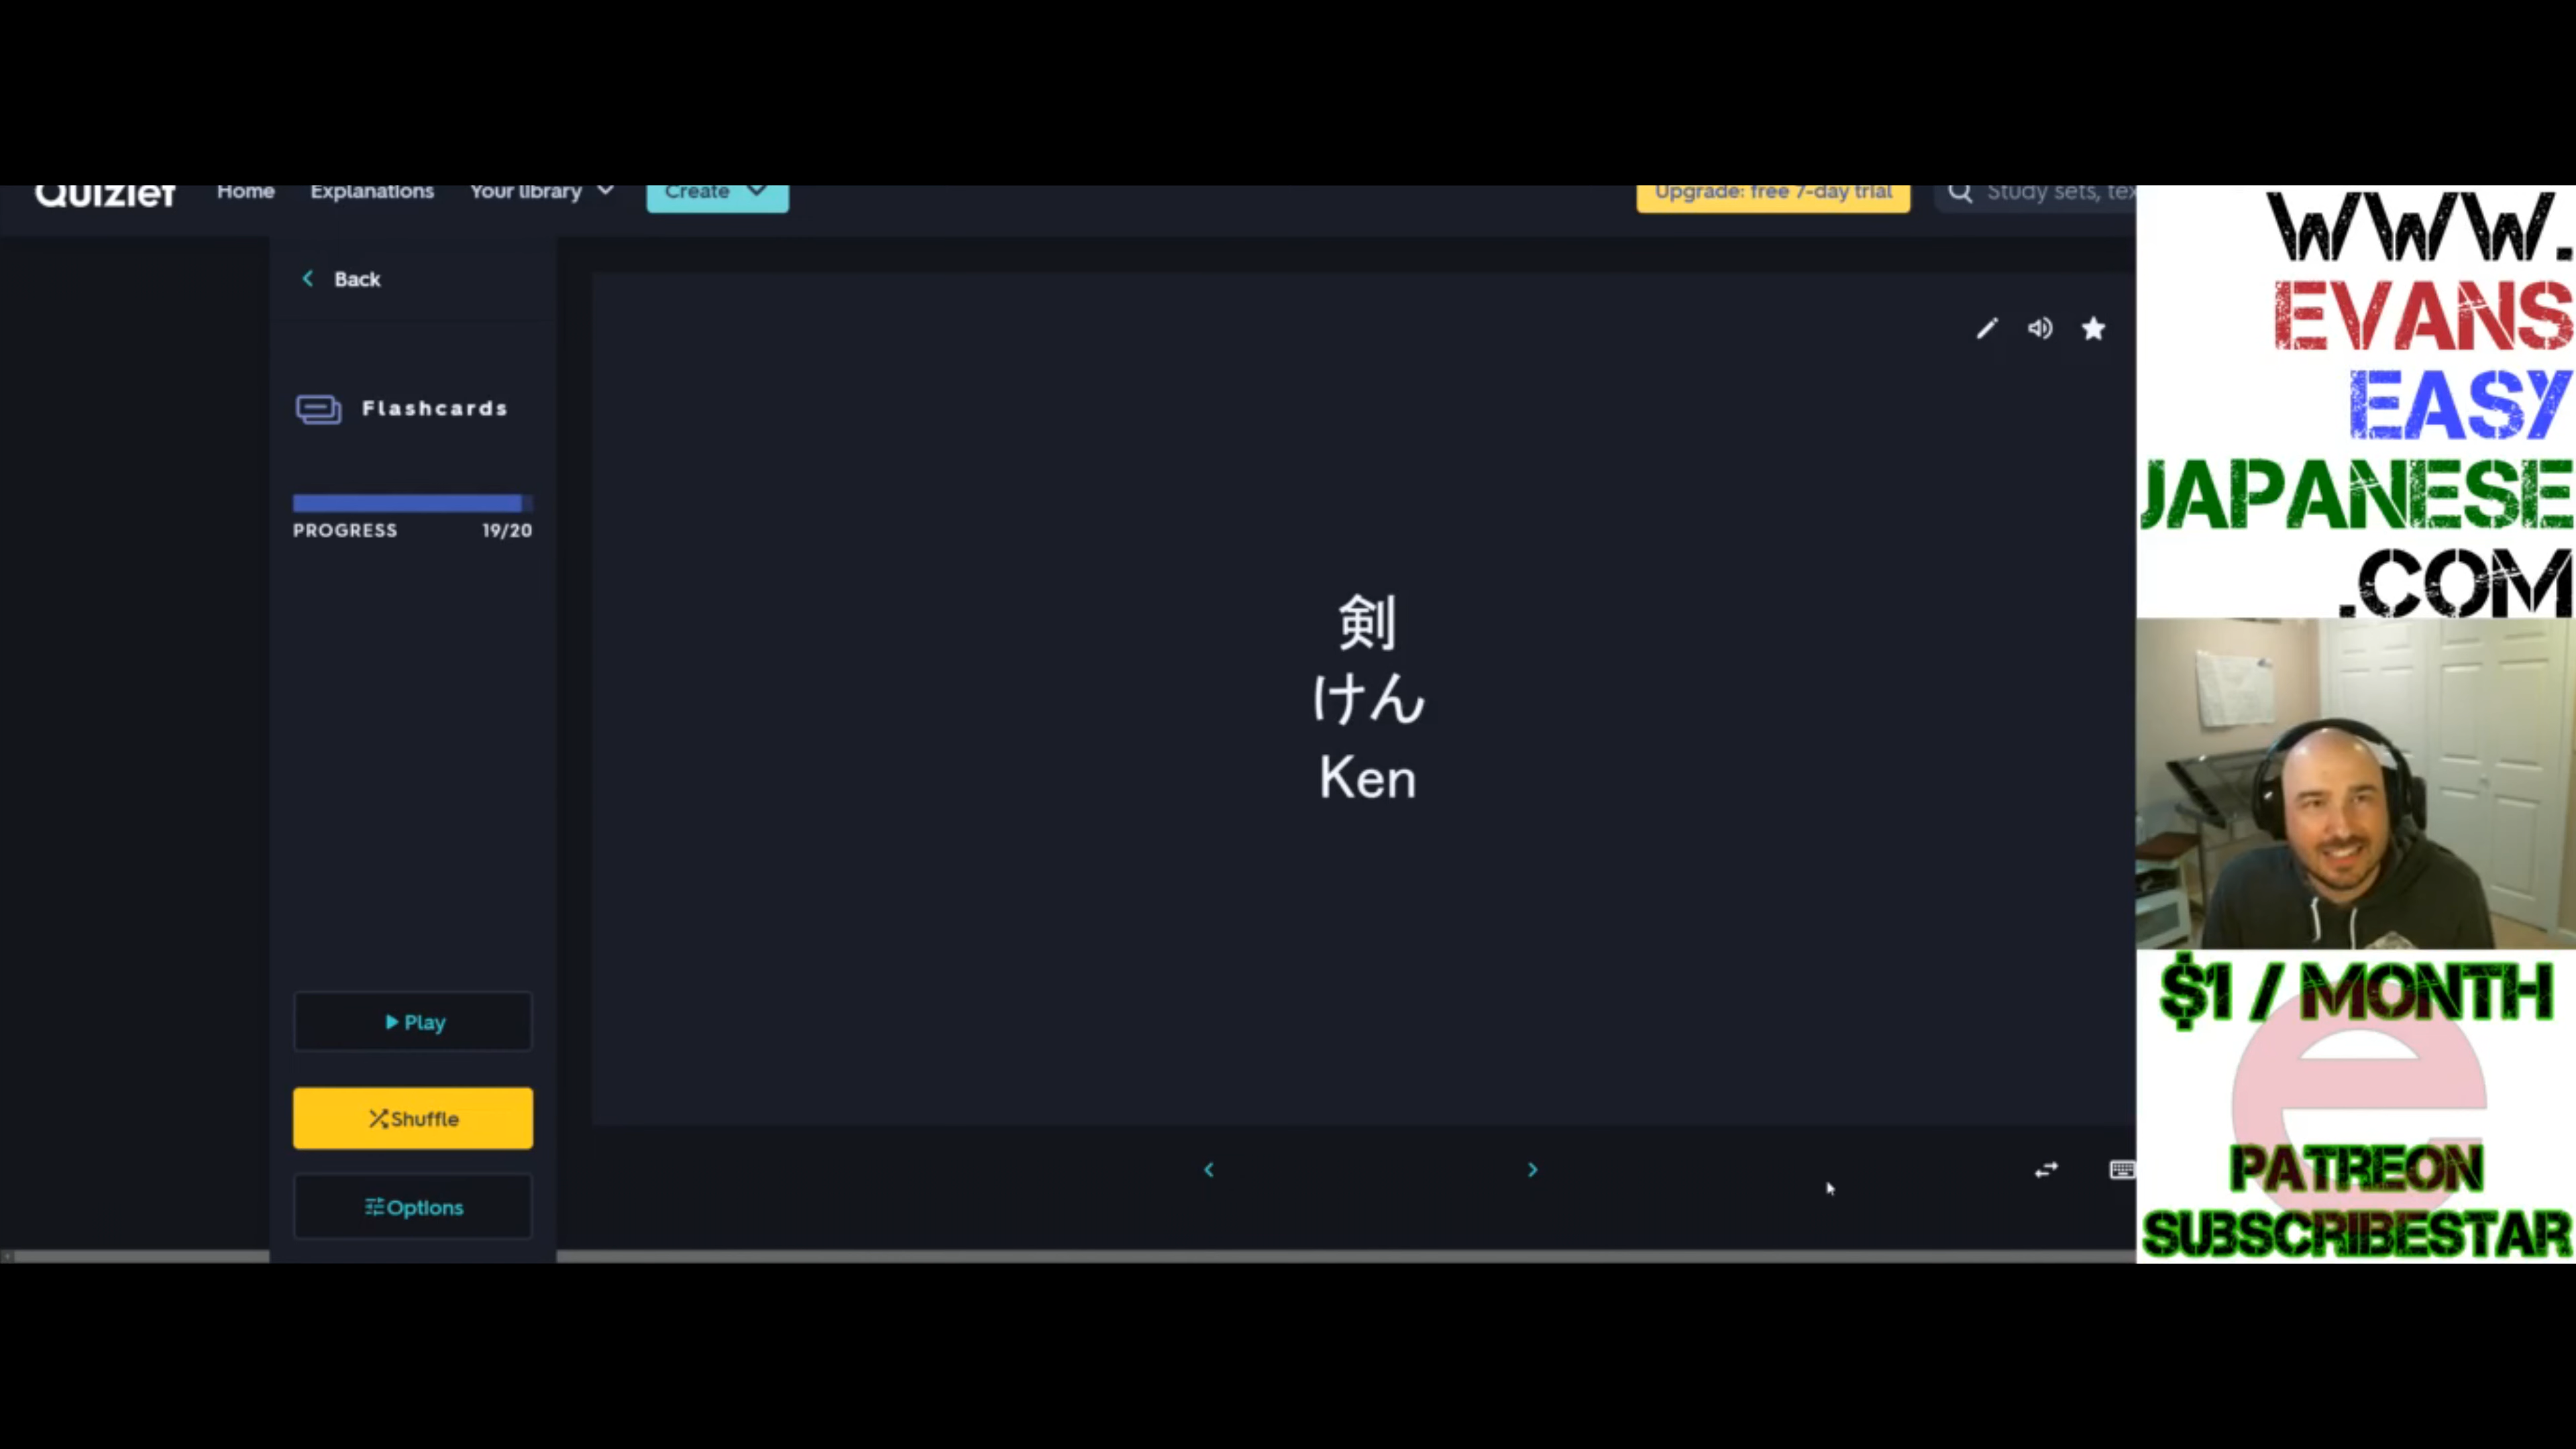 Quizlet Home Explanations Your library Create Upgrade: free 7-day trial Study sets, tex
Back
Flashcards
PROGRESS 19/20
剣
けん
Ken
Play
Shuffle
Options
WWW.
EVANS
EASY
JAPANESE
.COM
$1 / MONTH
e
PATREON
SUBSCRIBESTAR